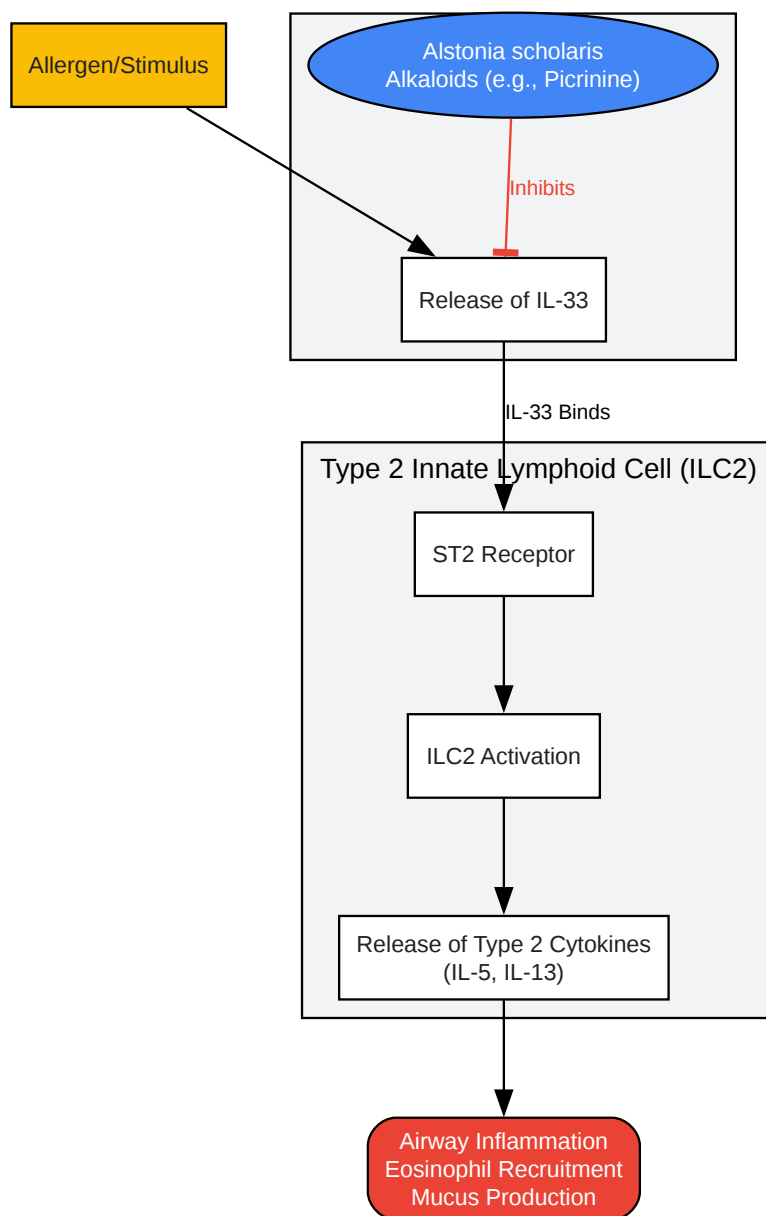 Allergen/Stimulus
Alstonia scholaris
Alkaloids (e.g., Picrinine)
Inhibits
Release of IL-33
IL-33 Binds
Type 2 Innate Lymphoid Cell (ILC2)
ST2 Receptor
ILC2 Activation
Release of Type 2 Cytokines
(IL-5, IL-13)
Airway Inflammation
Eosinophil Recruitment
Mucus Production